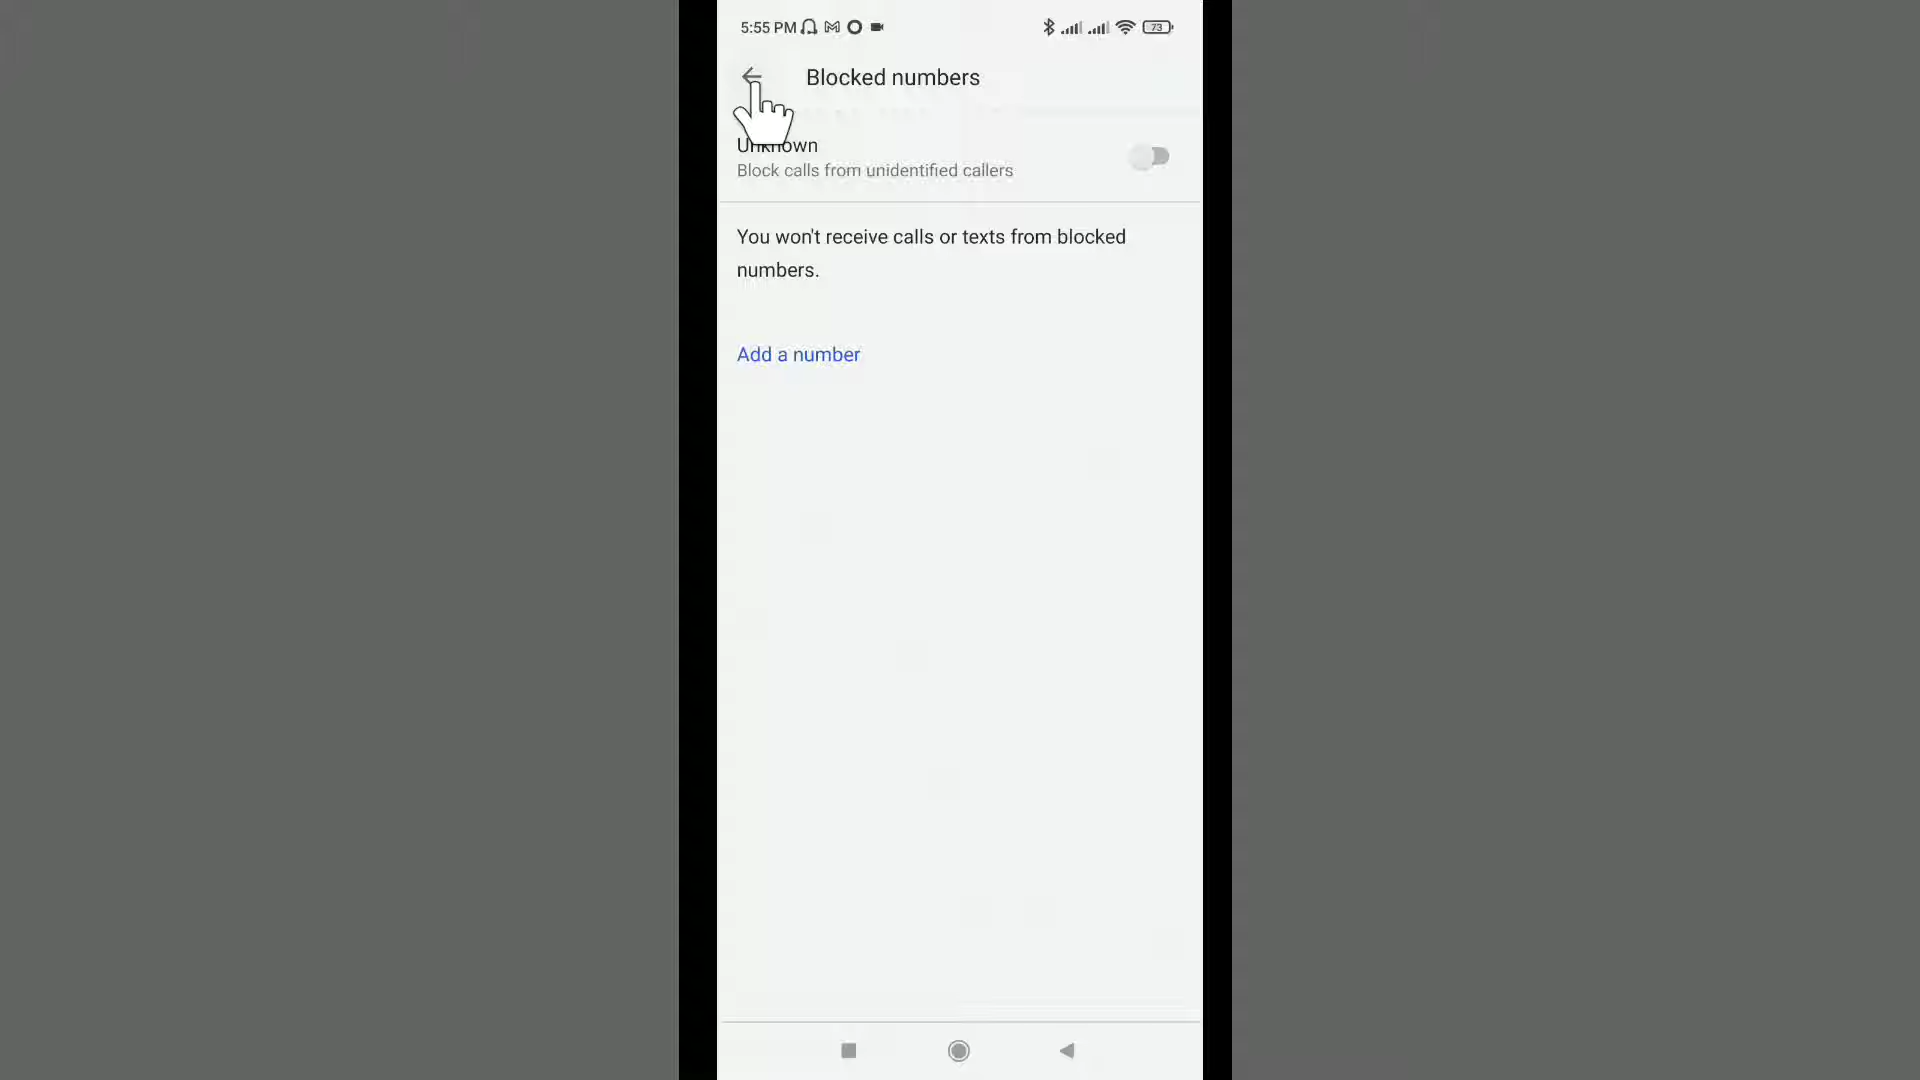 5:55 PM
73
Blocked numbers
Unknown
Block calls from unidentified callers
You won't receive calls or texts from blocked
numbers.
Add a number